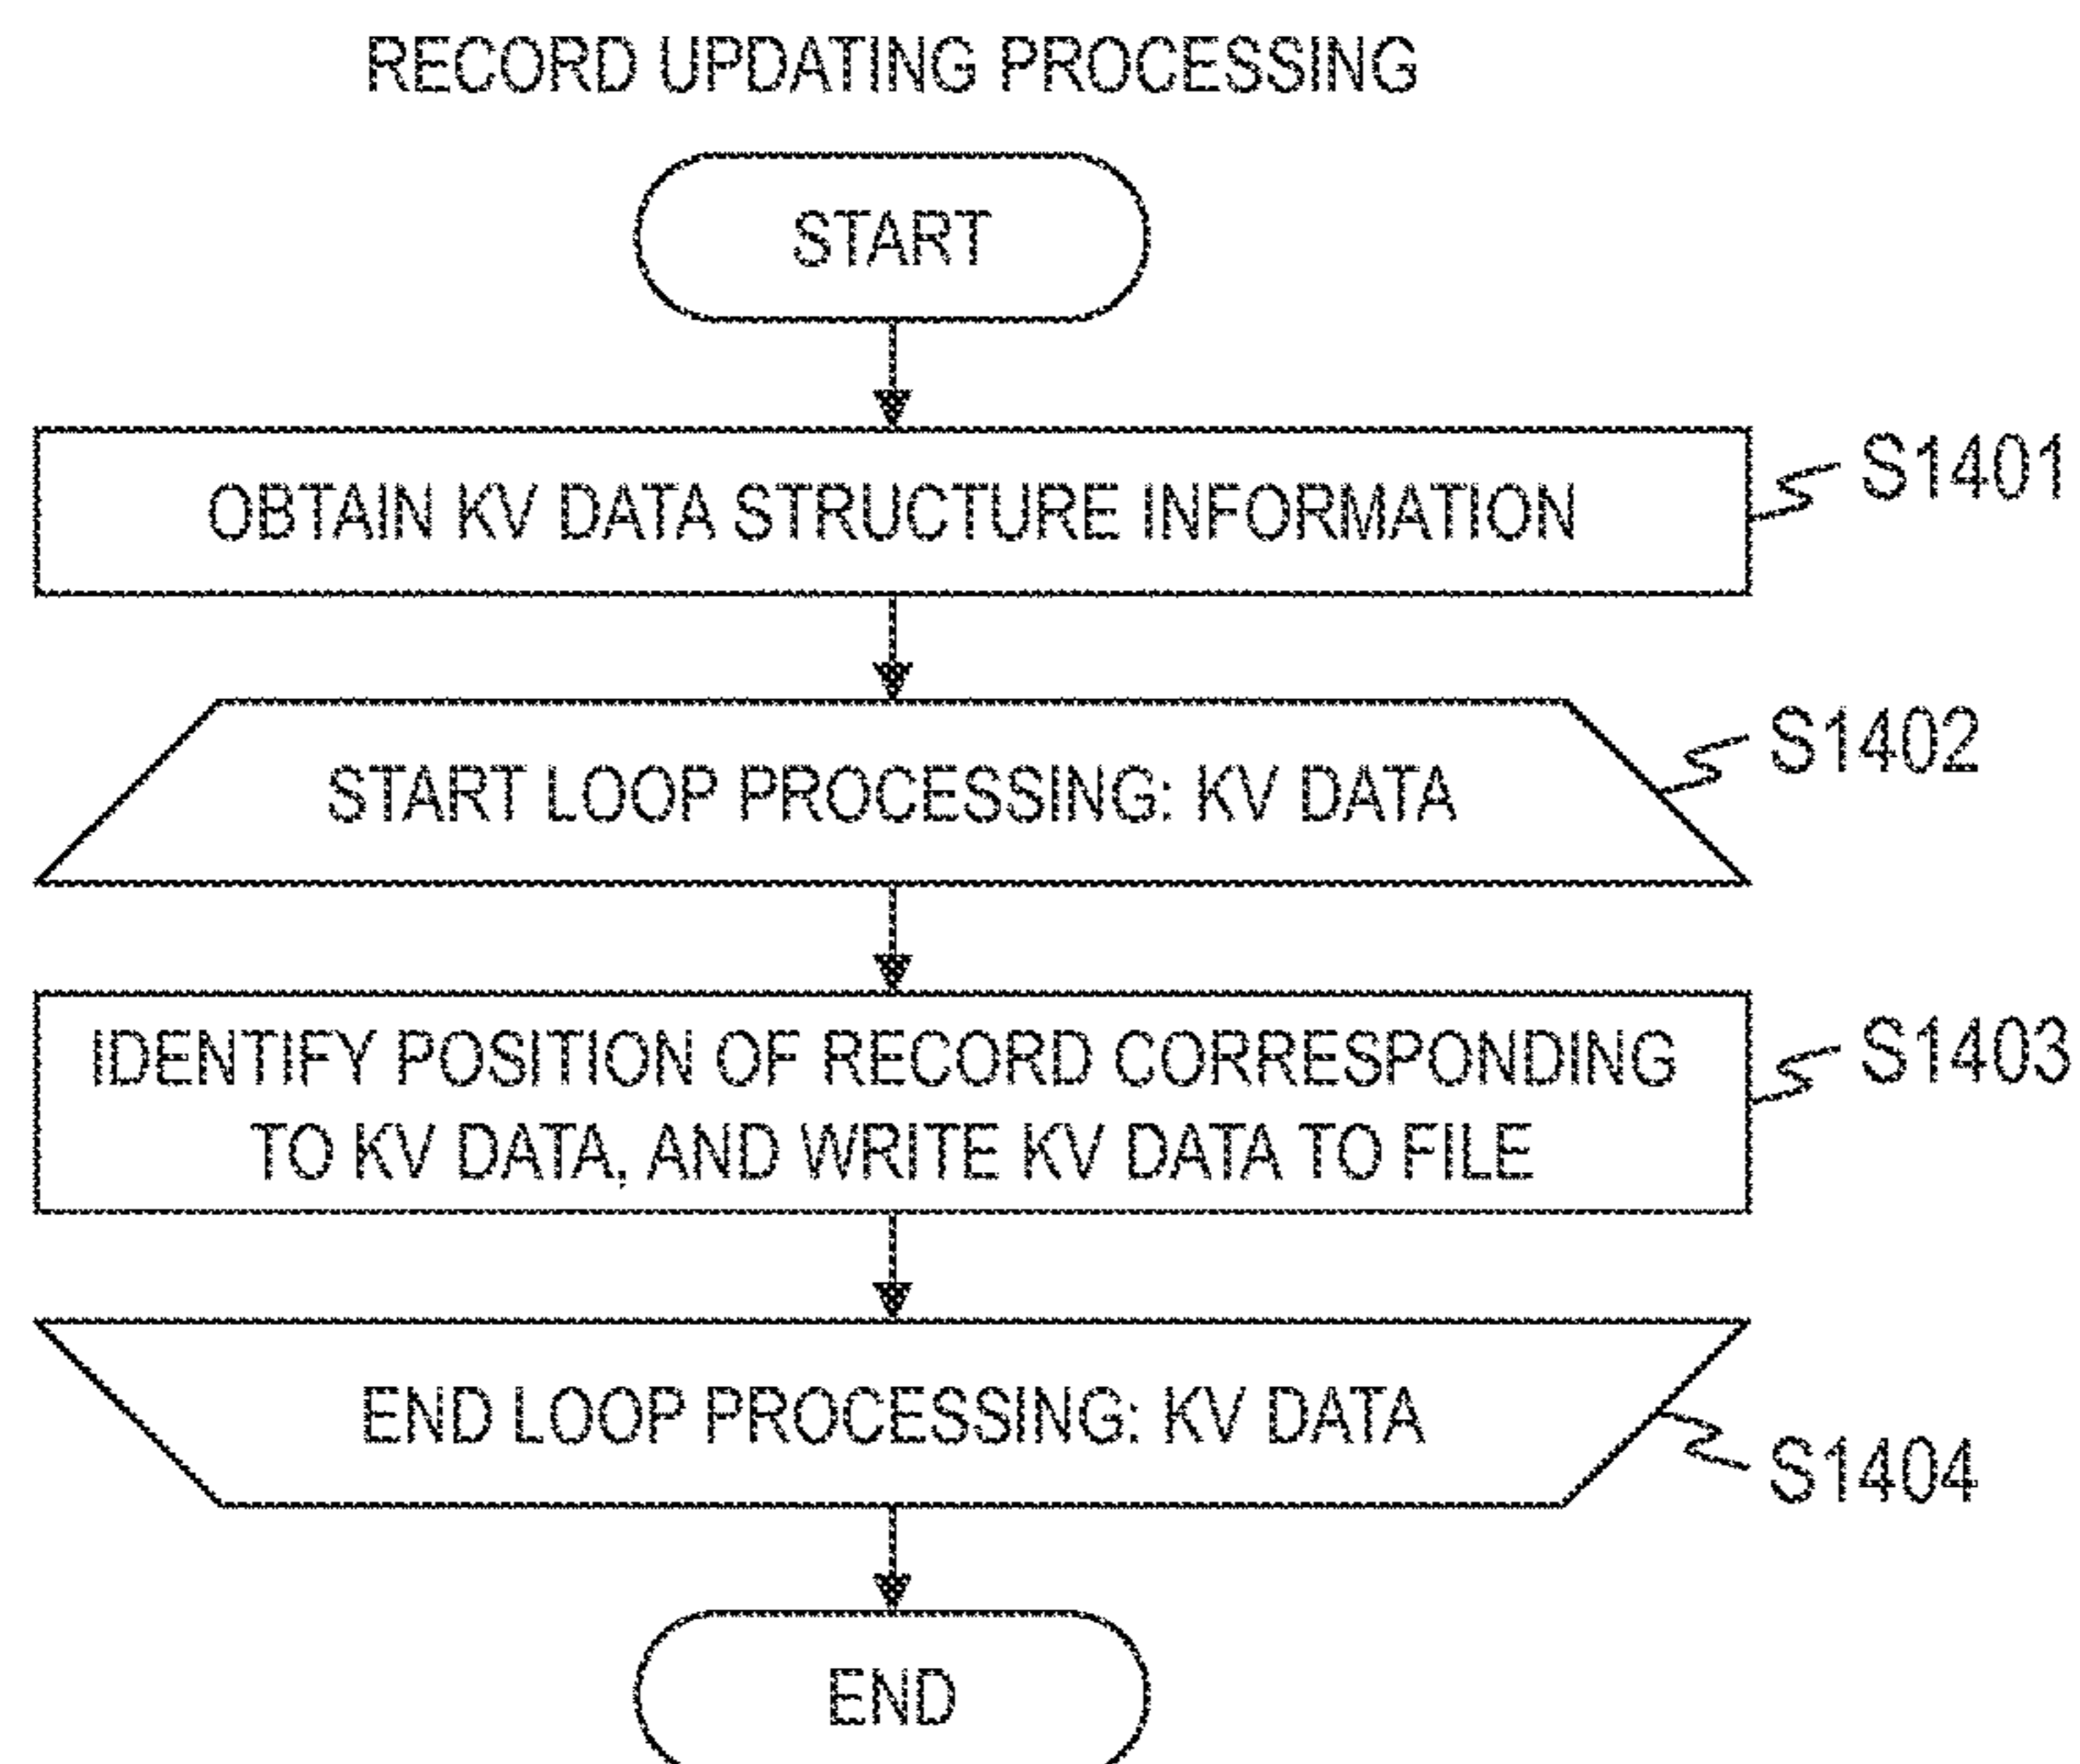 RECORD UPDATING PROCESSING
START
OBTAIN KV DATA STRUCTURE INFORMATION
S1401
START LOOP PROCESSING: KV DATA
S1402
IDENTIFY POSITION OF RECORD CORRESPONDING
TO KV DATA, AND WRITE KV DATA TO FILE
S1403
END LOOP PROCESSING: KV DATA
S1404
END